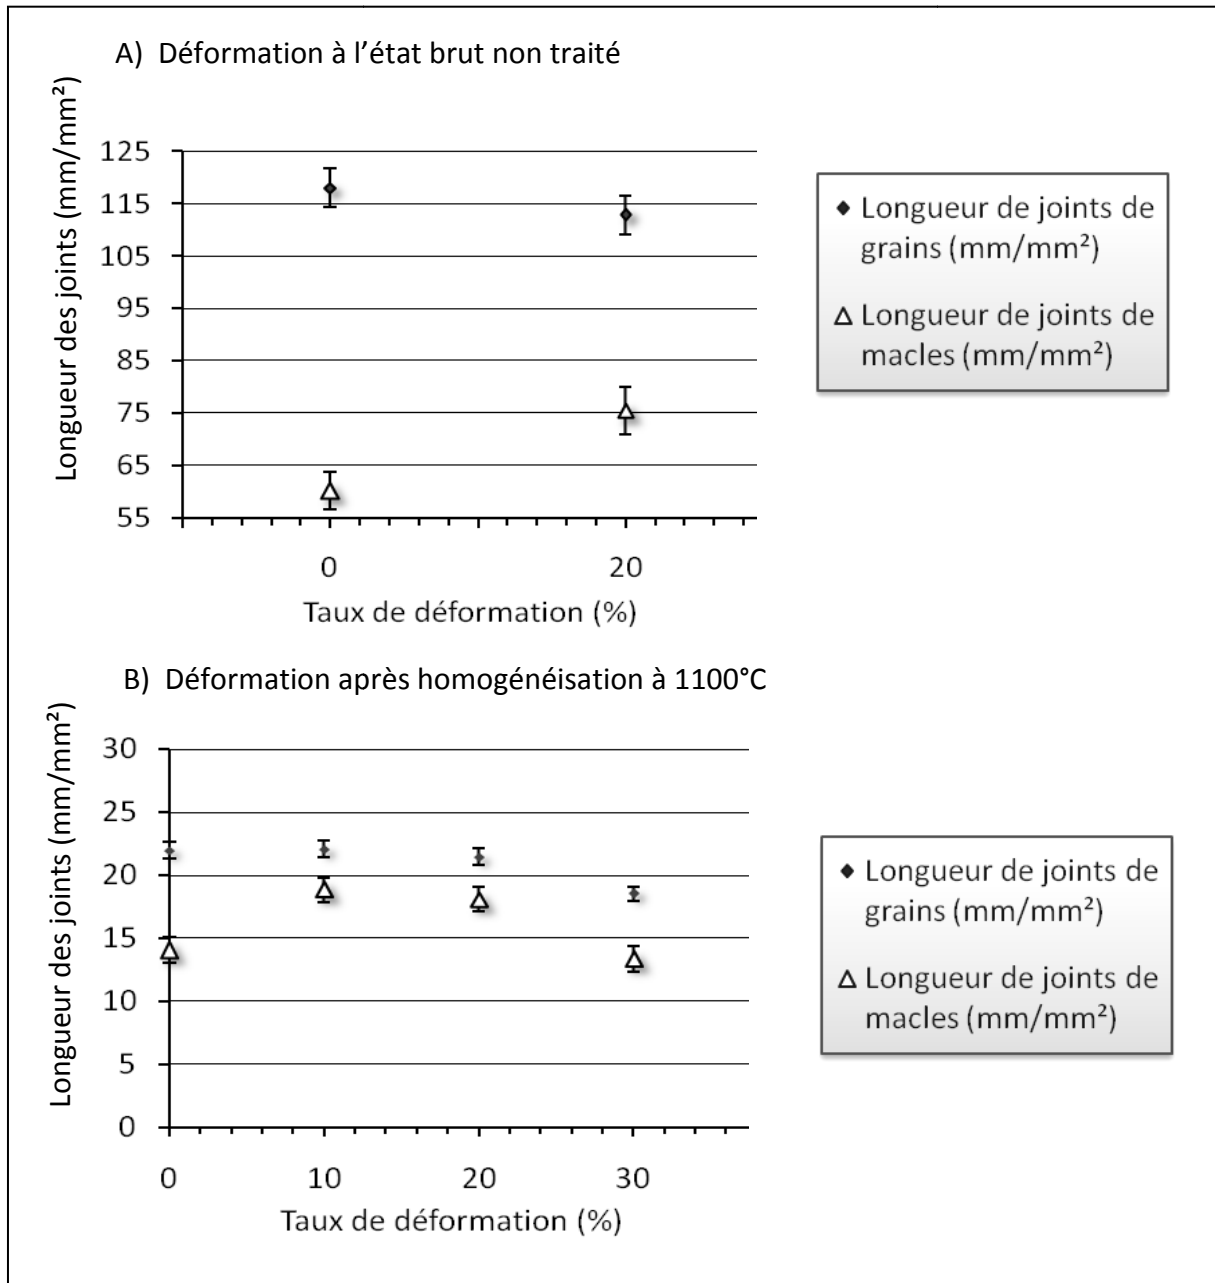 A) Déformation à l’état brut non traité
Longueur des joints (mm/mm²)
125
115
105
95
85
75
65
55
0
20
Taux de déformation (%)
Longueur de joints de
grains (mm/mm²)
Longueur de joints de
macles (mm/mm²)
B) Déformation après homogénéisation à 1100°C
Longueur des joints (mm/mm²)
30
25
20
15
10
5
0
0
10
20
30
Taux de déformation (%)
Longueur de joints de
grains (mm/mm²)
Longueur de joints de
macles (mm/mm²)